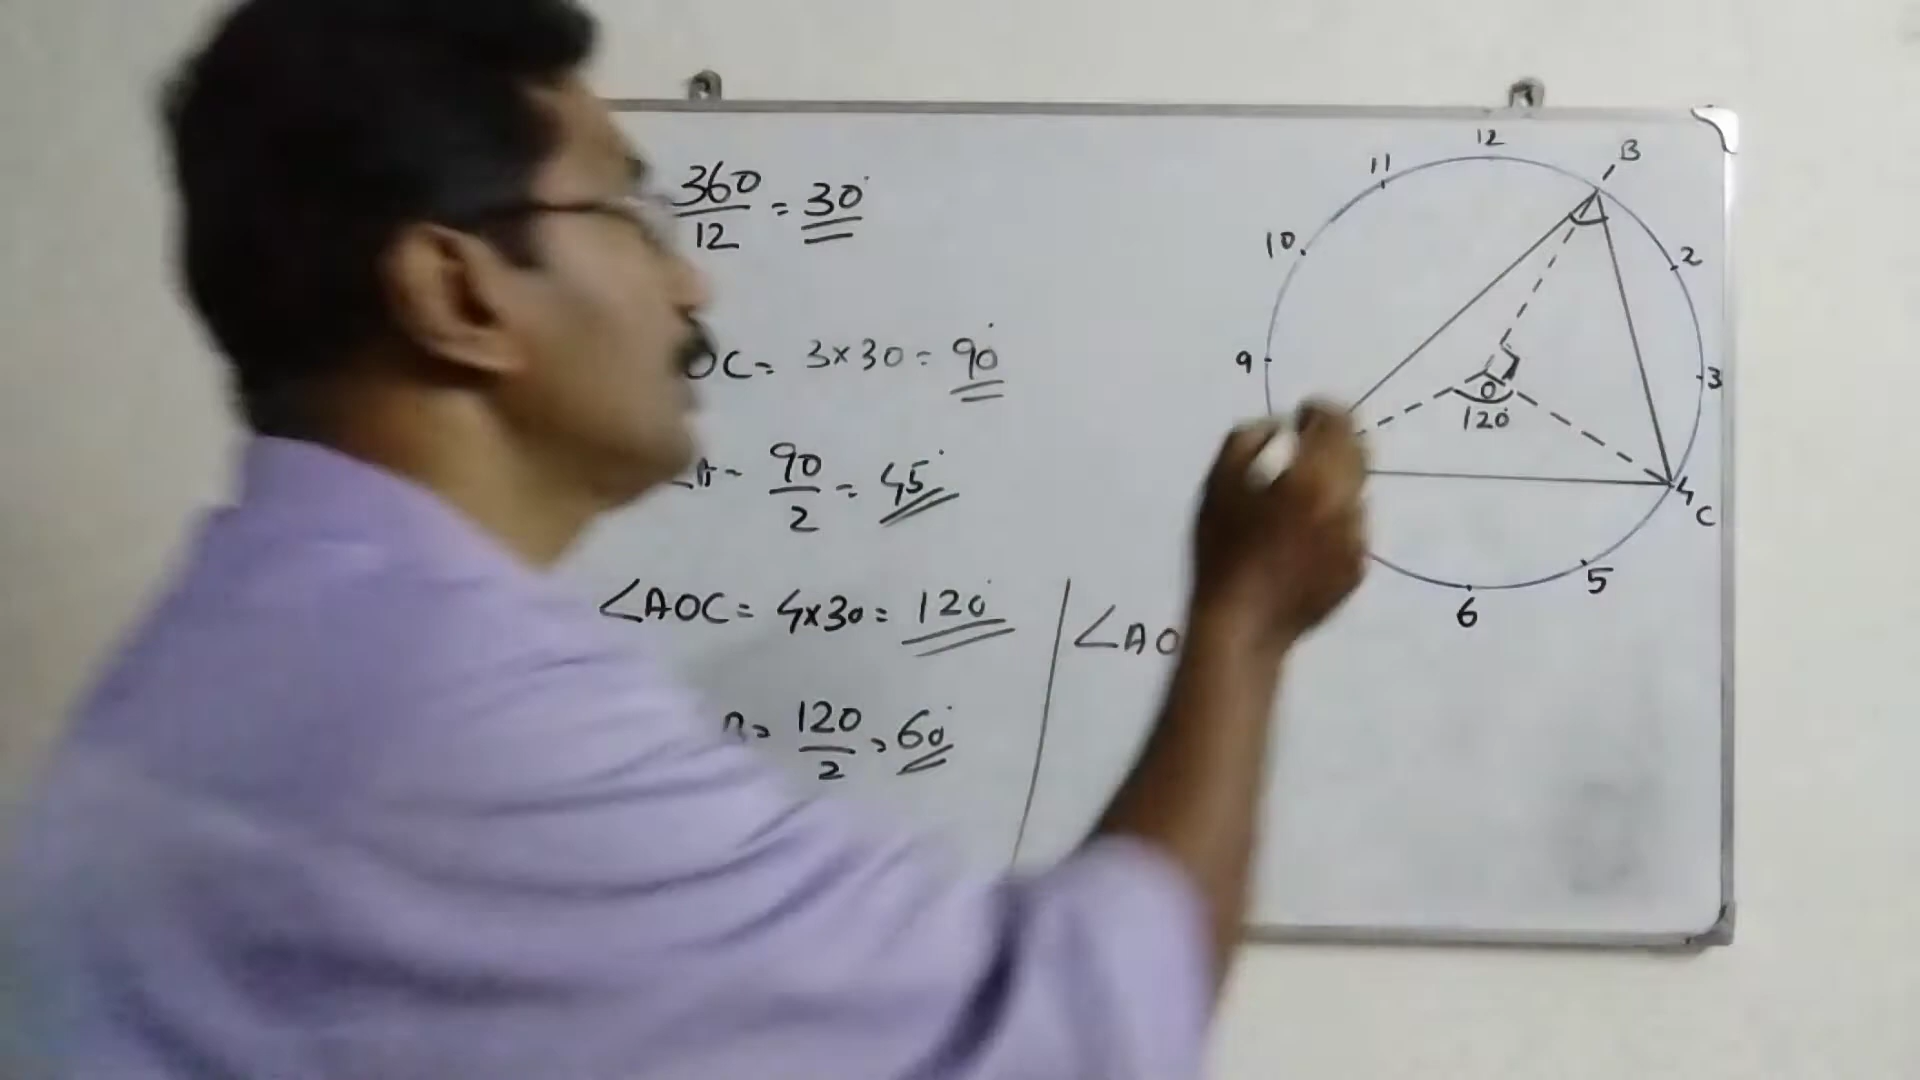 360/12 = 30°
OC = 3×30 = 90°
= 90/2 = 45°
∠AOC = 4×30 = 120°
= 120/2 = 60°
∠AO
12
B
11
10
2
9
3
O
120°
4
C
5
6